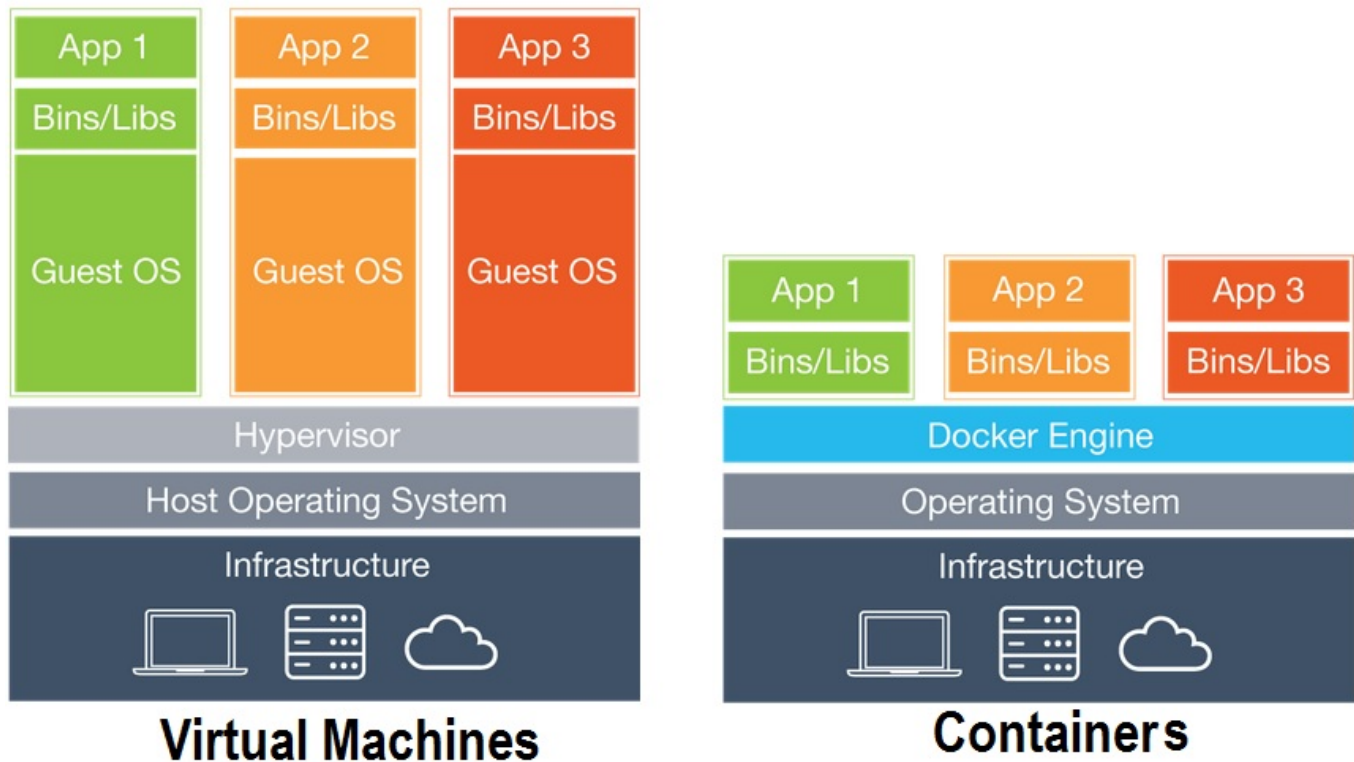 App 1
App 2
App 3
Bins/Libs
Bins/Libs
Bins/Libs
Guest OS
Guest OS
Guest OS
Hypervisor
Host Operating System
Infrastructure
Virtual Machines
App 1
App 2
App 3
Bins/Libs
Bins/Libs
Bins/Libs
Docker Engine
Operating System
Infrastructure
Containers